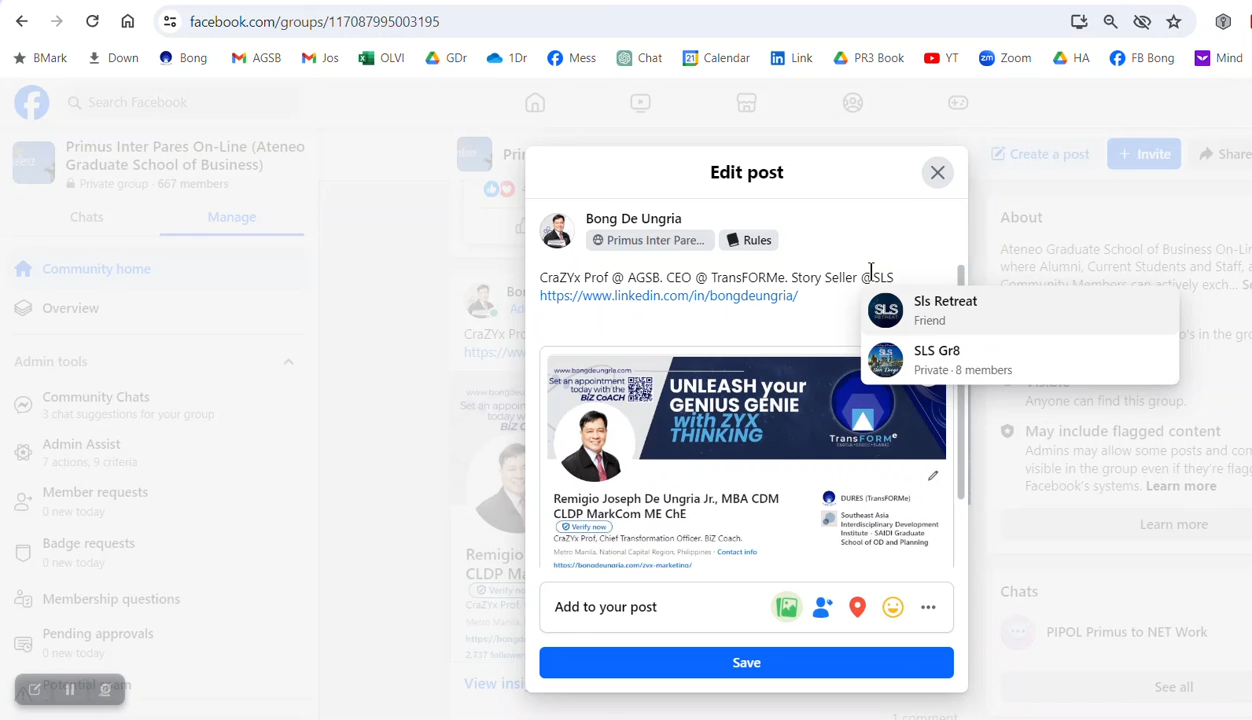 facebook.com/groups/117087995003195
BMark
Down
Bong
AGSB
Jos
OLVI
GDr
1Dr
Mess
Chat
Calendar
Link
PR3 Book
YT
Zoom
HA
FB Bong
Mind
Search Facebook
Primus Inter Pares On-Line (Ateneo
Graduate School of Business)
Private group · 667 members
Chats
Manage
Community home
Overview
Admin tools
Community Chats
3 chat suggestions for your group
Admin Assist
7 actions, 9 criteria
Member requests
0 new today
Badge requests
0 new today
Membership questions
Pending approvals
0 new today
Create a post
+ Invite
Share
Edit post
Bong De Ungria
Primus Inter Pare...
Rules
CraZYx Prof @ AGSB. CEO @ TransFORMe. Story Seller @SLS
https://www.linkedin.com/in/bongdeungria/
Sls Retreat
Friend
SLS Gr8
Private · 8 members
www.bongdeungria.com
Set an appointment
today with the
BiZ CoACH
UNLEASH your
GENIUS GENIE
with ZYX
THINKING
TransFORMe
Remigio Joseph De Ungria Jr., MBA CDM
CLDP MarkCom ME ChE
Verify now
CraZYx Prof, Chief Transformation Officer. BiZ Coach.
Metro Manila, National Capital Region, Philippines · Contact info
https://bongdeungria.com/zyx-marketing/
DURES (TransFORMe)
Southeast Asia
Interdisciplinary Development
Institute - SAIDI Graduate
School of OD and Planning
Add to your post
Save
About
Ateneo Graduate School of Business On-Li
where Alumni, Current Students and Staff, a
Anyone can find this group.
May include flagged content
Admins may allow some posts and com
visible in the group even if they're flag
Facebook's systems. Learn more
Learn more
Chats
PIPOL Primus to NET Work
See all
View insi
1 comment